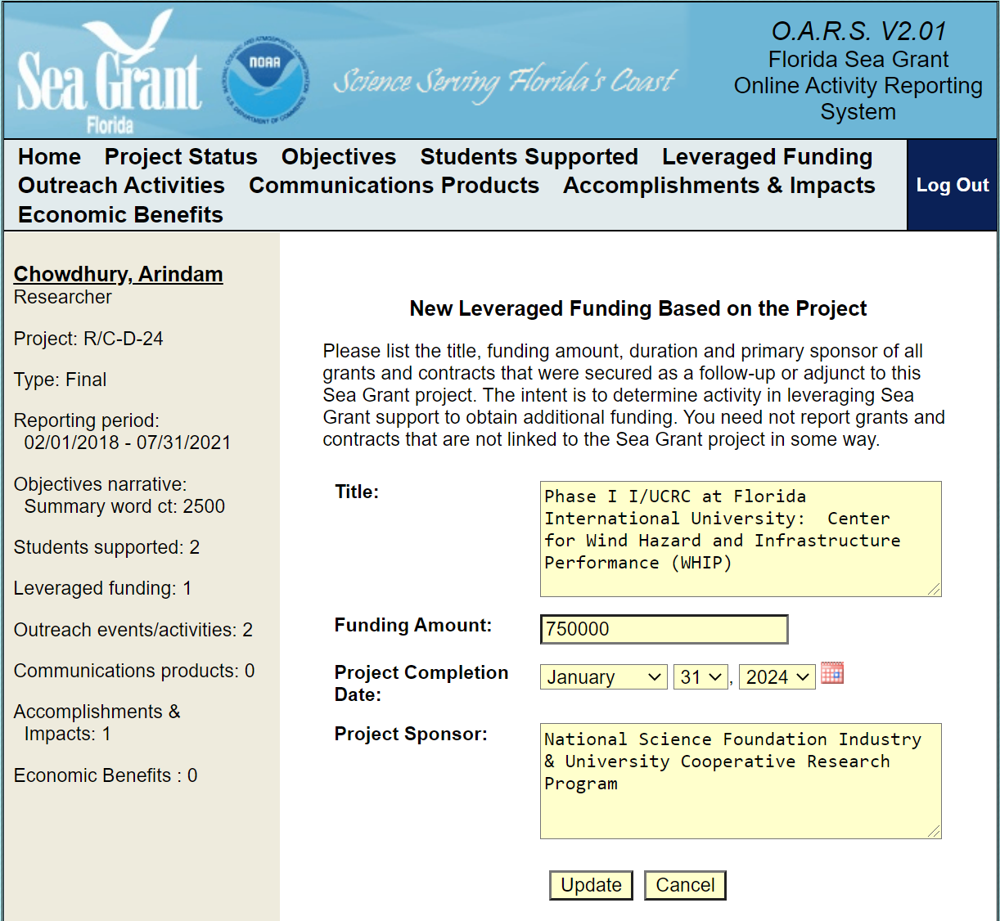 Sea Grant
Florida
NOAA
Science Serving Florida's Coast
O.A.R.S. V2.01
Florida Sea Grant
Online Activity Reporting
System
Home Project Status Objectives Students Supported Leveraged Funding
Outreach Activities Communications Products Accomplishments & Impacts
Economic Benefits
Log Out
Chowdhury, Arindam
Researcher
Project: R/C-D-24
Type: Final
Reporting period:
02/01/2018 - 07/31/2021
Objectives narrative:
Summary word ct: 2500
Students supported: 2
Leveraged funding: 1
Outreach events/activities: 2
Communications products: 0
Accomplishments &
Impacts: 1
Economic Benefits : 0
New Leveraged Funding Based on the Project
Please list the title, funding amount, duration and primary sponsor of all
grants and contracts that were secured as a follow-up or adjunct to this
Sea Grant project. The intent is to determine activity in leveraging Sea
Grant support to obtain additional funding. You need not report grants and
contracts that are not linked to the Sea Grant project in some way.
Title:
Phase I I/UCRC at Florida
International University:  Center
for Wind Hazard and Infrastructure
Performance (WHIP)
Funding Amount:
750000
Project Completion
Date:
January 31 , 2024
Project Sponsor:
National Science Foundation Industry
& University Cooperative Research
Program
Update Cancel